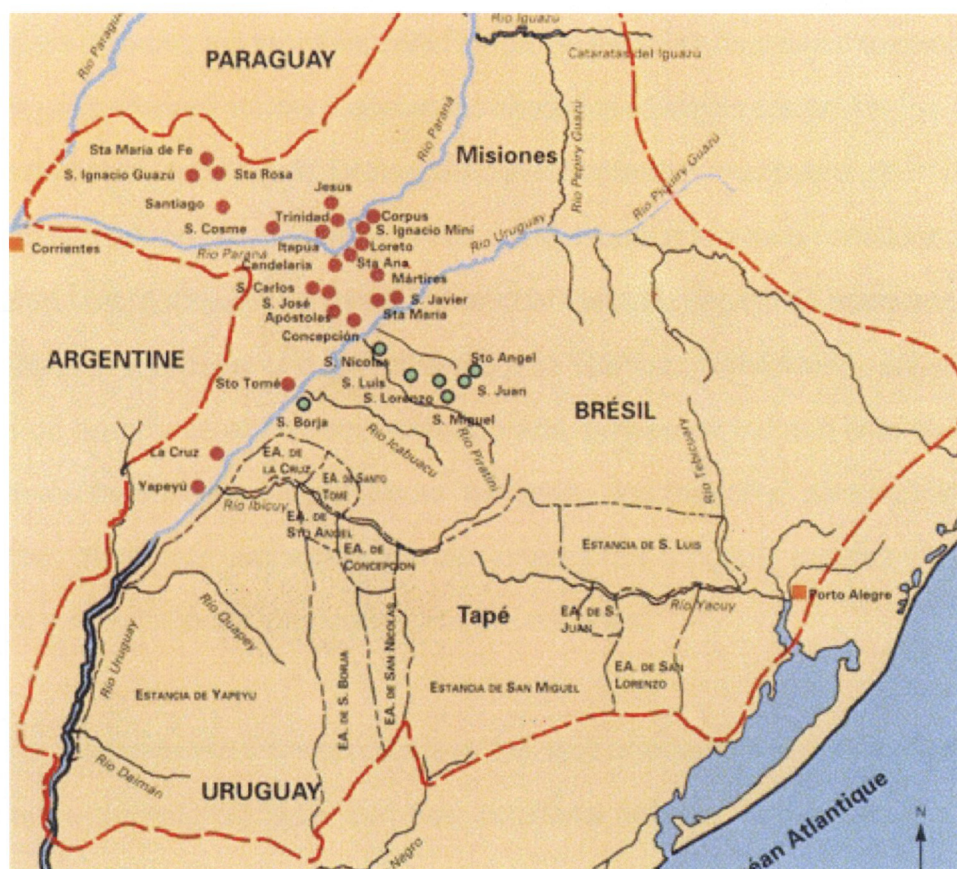 Río Iguazú
Cataratas del Iguazú
PARAGUAY
Río Paraná
Misiones
Río Pepiry Guazú
Río Pepiry Guazú
Sta María de Fe
S. Ignacio Guazú
Sta Rosa
Jesús
Santiago
Trinidad
Corpus
S. Cosme
S. Ignacio Miní
Río Uruguay
Itapúa
Loreto
Corrientes
Río Paraná
Candelaria
Sta Ana
Mártires
S. Carlos
S. José
S. Javier
Apóstoles
Sta María
Concepción
ARGENTINE
S. Nicolas
Sto Angel
Sto Tomé
S. Luis
S. Juan
S. Lorenzo
BRÉSIL
S. Borja
S. Miguel
Río Icabuacu
Río Piratini
La Cruz
EA. DE
LA CRUZ
EA. DE SANTO
TOME
Río Tebicuary
Yapeyú
Río Ibicuy
EA. DE
STO ANGEL
EA. DE
CONCEPCION
ESTANCIA DE S. LUIS
Río Uruguay
Río Quapey
Tapé
EA. DE S.
JUAN
Río Yacuy
Porto Alegre
EA. DE S. BORJA
EA. DE SAN NICOLAS
ESTANCIA DE YAPEYU
ESTANCIA DE SAN MIGUEL
EA. DE SAN
LORENZO
Río Daimán
URUGUAY
Negro
éan Atlantique
N